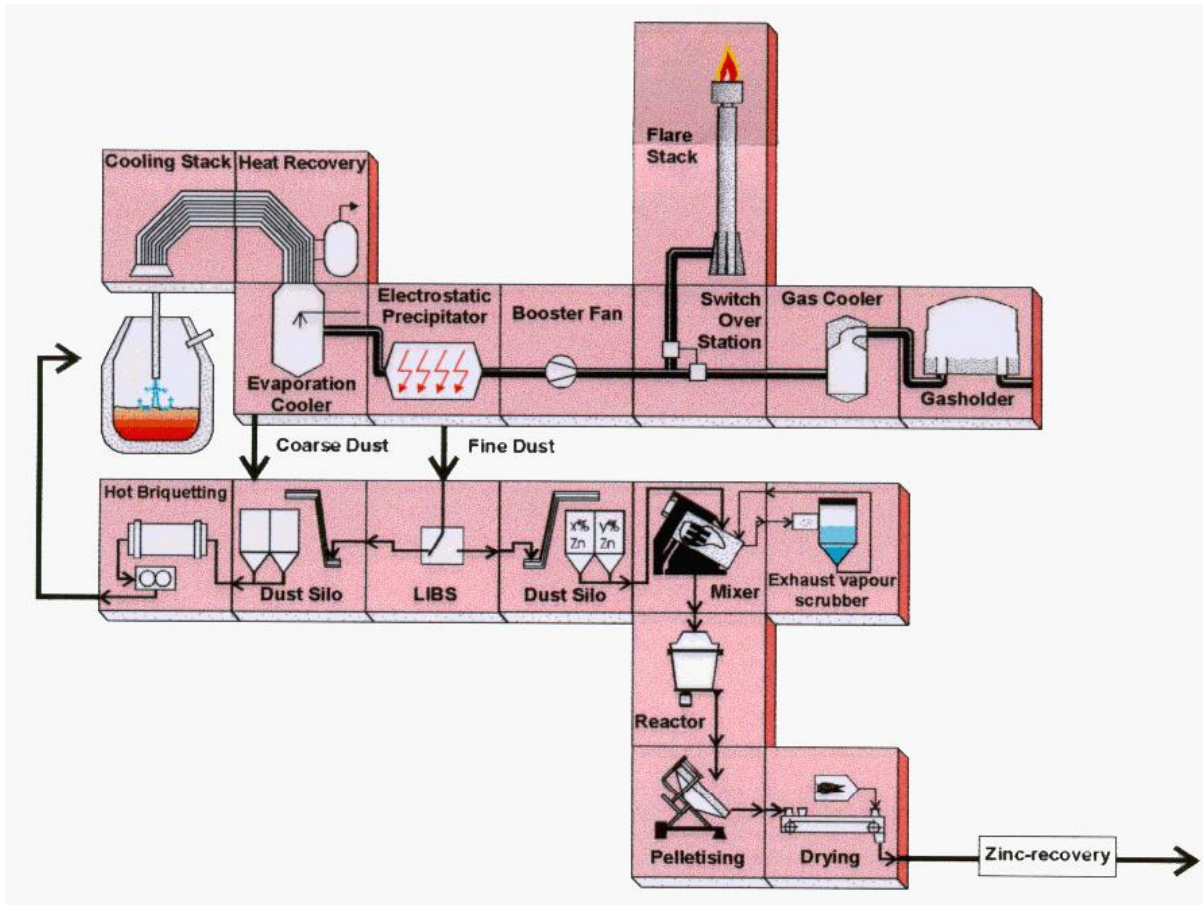 Flare
Stack
Cooling Stack
Heat Recovery
Electrostatic
Precipitator
Booster Fan
Switch
Over
Station
Gas Cooler
Evaporation
Cooler
Gasholder
Coarse Dust
Fine Dust
Hot Briquetting
x%
Zn
y%
Zn
Dust Silo
LIBS
Dust Silo
Mixer
Exhaust vapour
scrubber
Reactor
Pelletising
Drying
Zinc-recovery